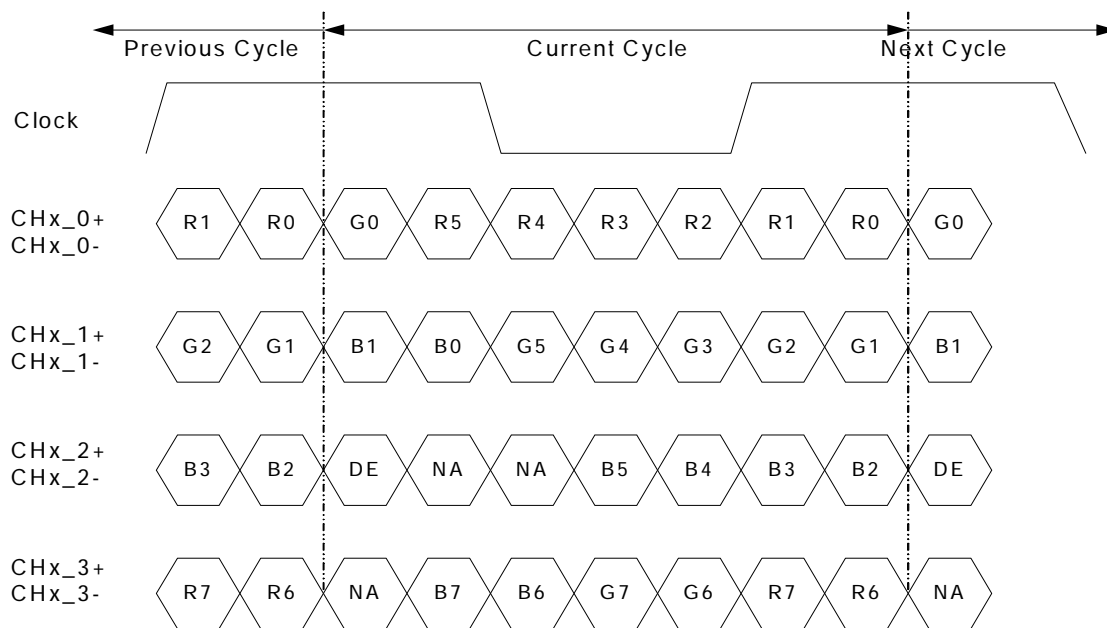 Previous Cycle Current Cycle Next Cycle
Clock
CHx_0+
CHx_0-
R1 R0 G0 R5 R4 R3 R2 R1 R0 G0
CHx_1+
CHx_1-
G2 G1 B1 B0 G5 G4 G3 G2 G1 B1
CHx_2+
CHx_2-
B3 B2 DE NA NA B5 B4 B3 B2 DE
CHx_3+
CHx_3-
R7 R6 NA B7 B6 G7 G6 R7 R6 NA